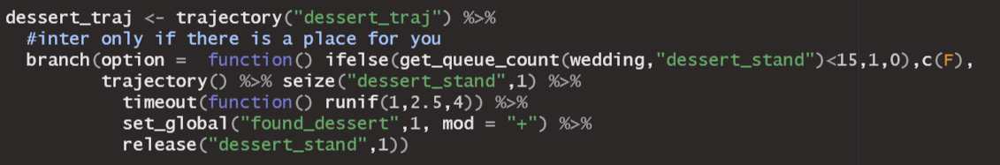 dessert_traj <- trajectory("dessert_traj") %>%
#inter only if there is a place for you
branch(option =  function() ifelse(get_queue_count(wedding,"dessert_stand")<15,1,0),c(F),
trajectory() %>% seize("dessert_stand",1) %>%
timeout(function() runif(1,2.5,4)) %>%
set_global("found_dessert",1, mod = "+") %>%
release("dessert_stand",1))